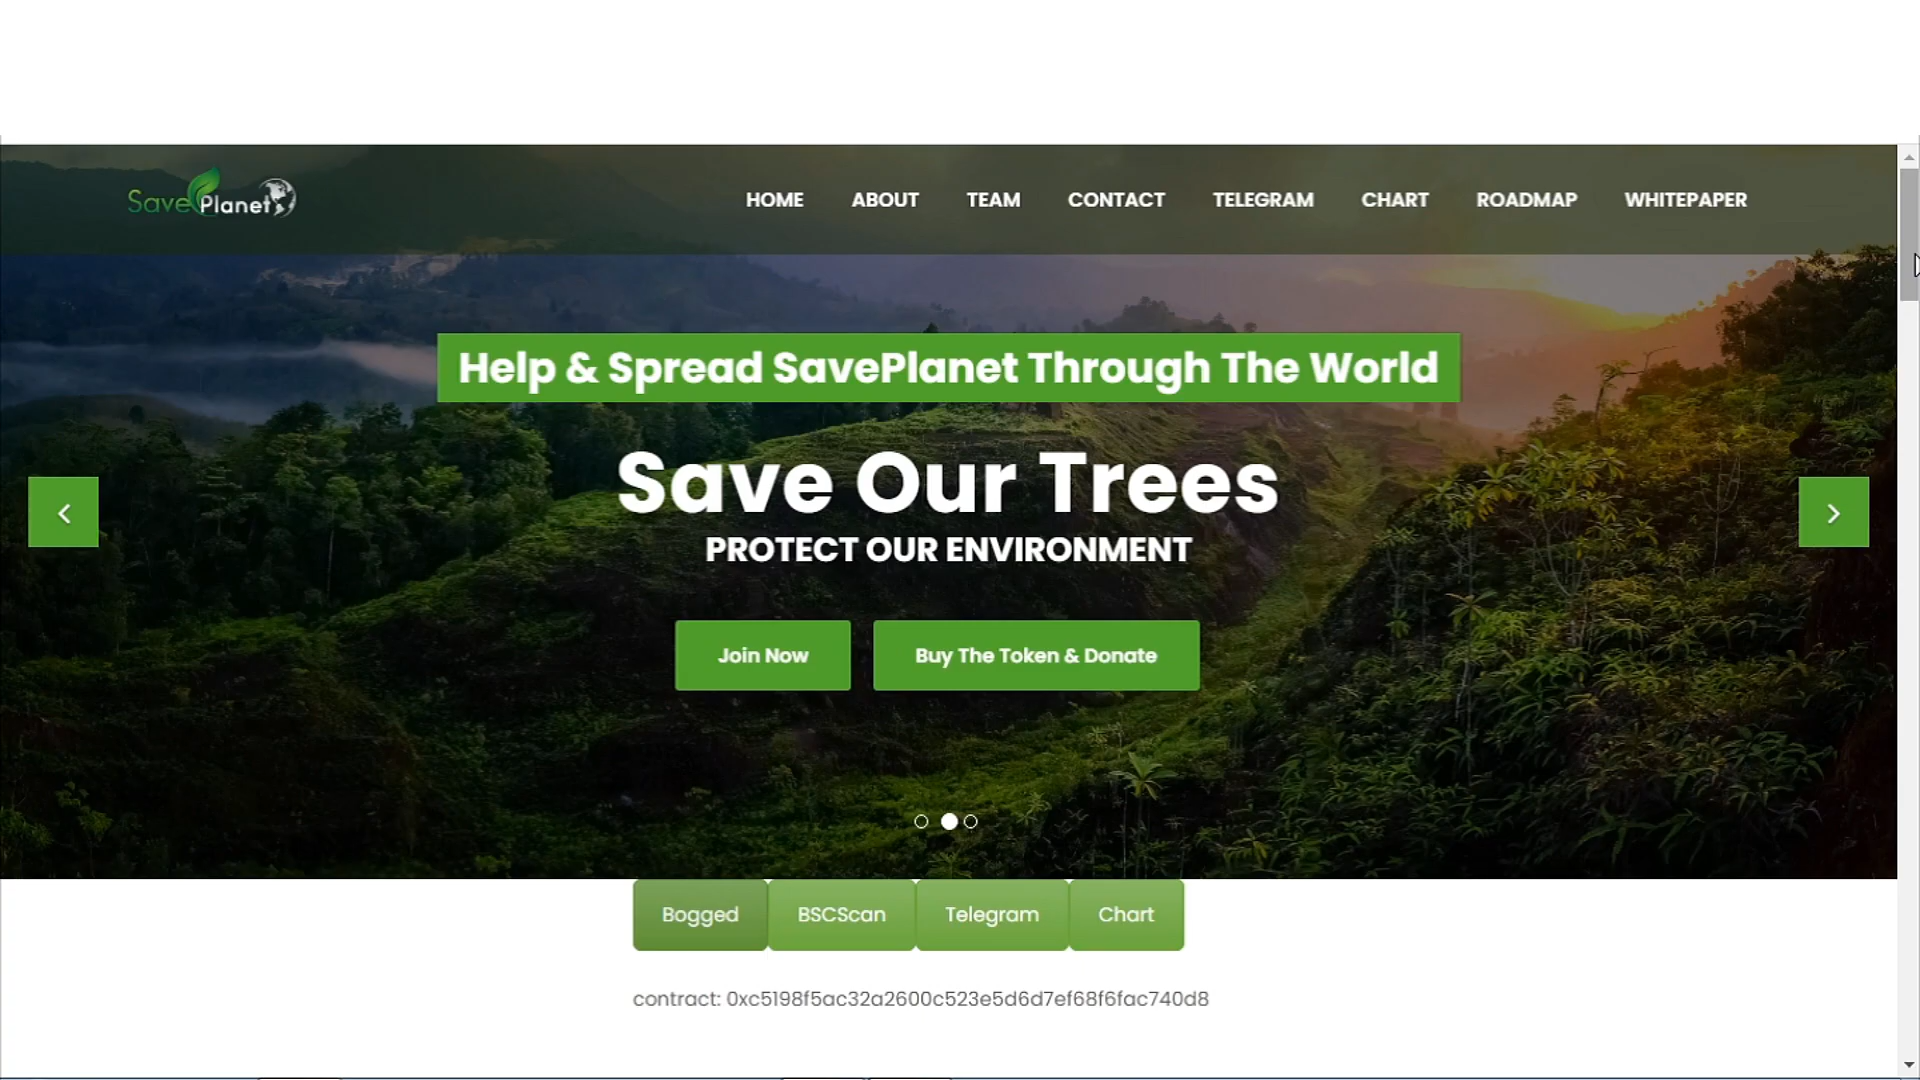 SavePlanet
HOME ABOUT TEAM CONTACT TELEGRAM CHART ROADMAP WHITEPAPER
Help & Spread SavePlanet Through The World
Save Our Trees
PROTECT OUR ENVIRONMENT
Join Now Buy The Token & Donate
Bogged BSCScan Telegram Chart
contract: 0xc5198f5ac32a2600c523e5d6d7ef68f6fac740d8